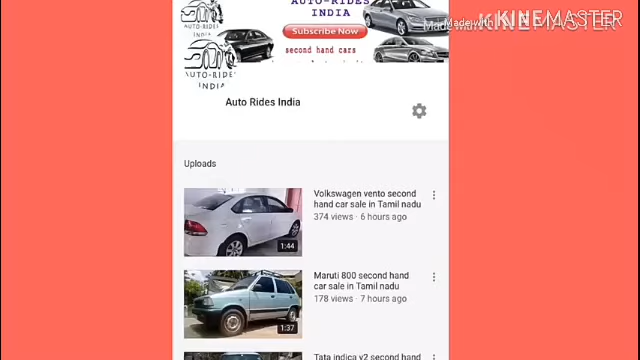 AUTO-RIDES
INDIA
Subscribe Now
second hand cars
Made with KINEMASTER
AUTO-RIDES
INDIA
Auto Rides India
Uploads
Volkswagen vento second
hand car sale in Tamil nadu
374 views · 6 hours ago
1:44
Maruti 800 second hand
car sale in Tamil nadu
178 views · 7 hours ago
1:37
Tata indica v2 second hand